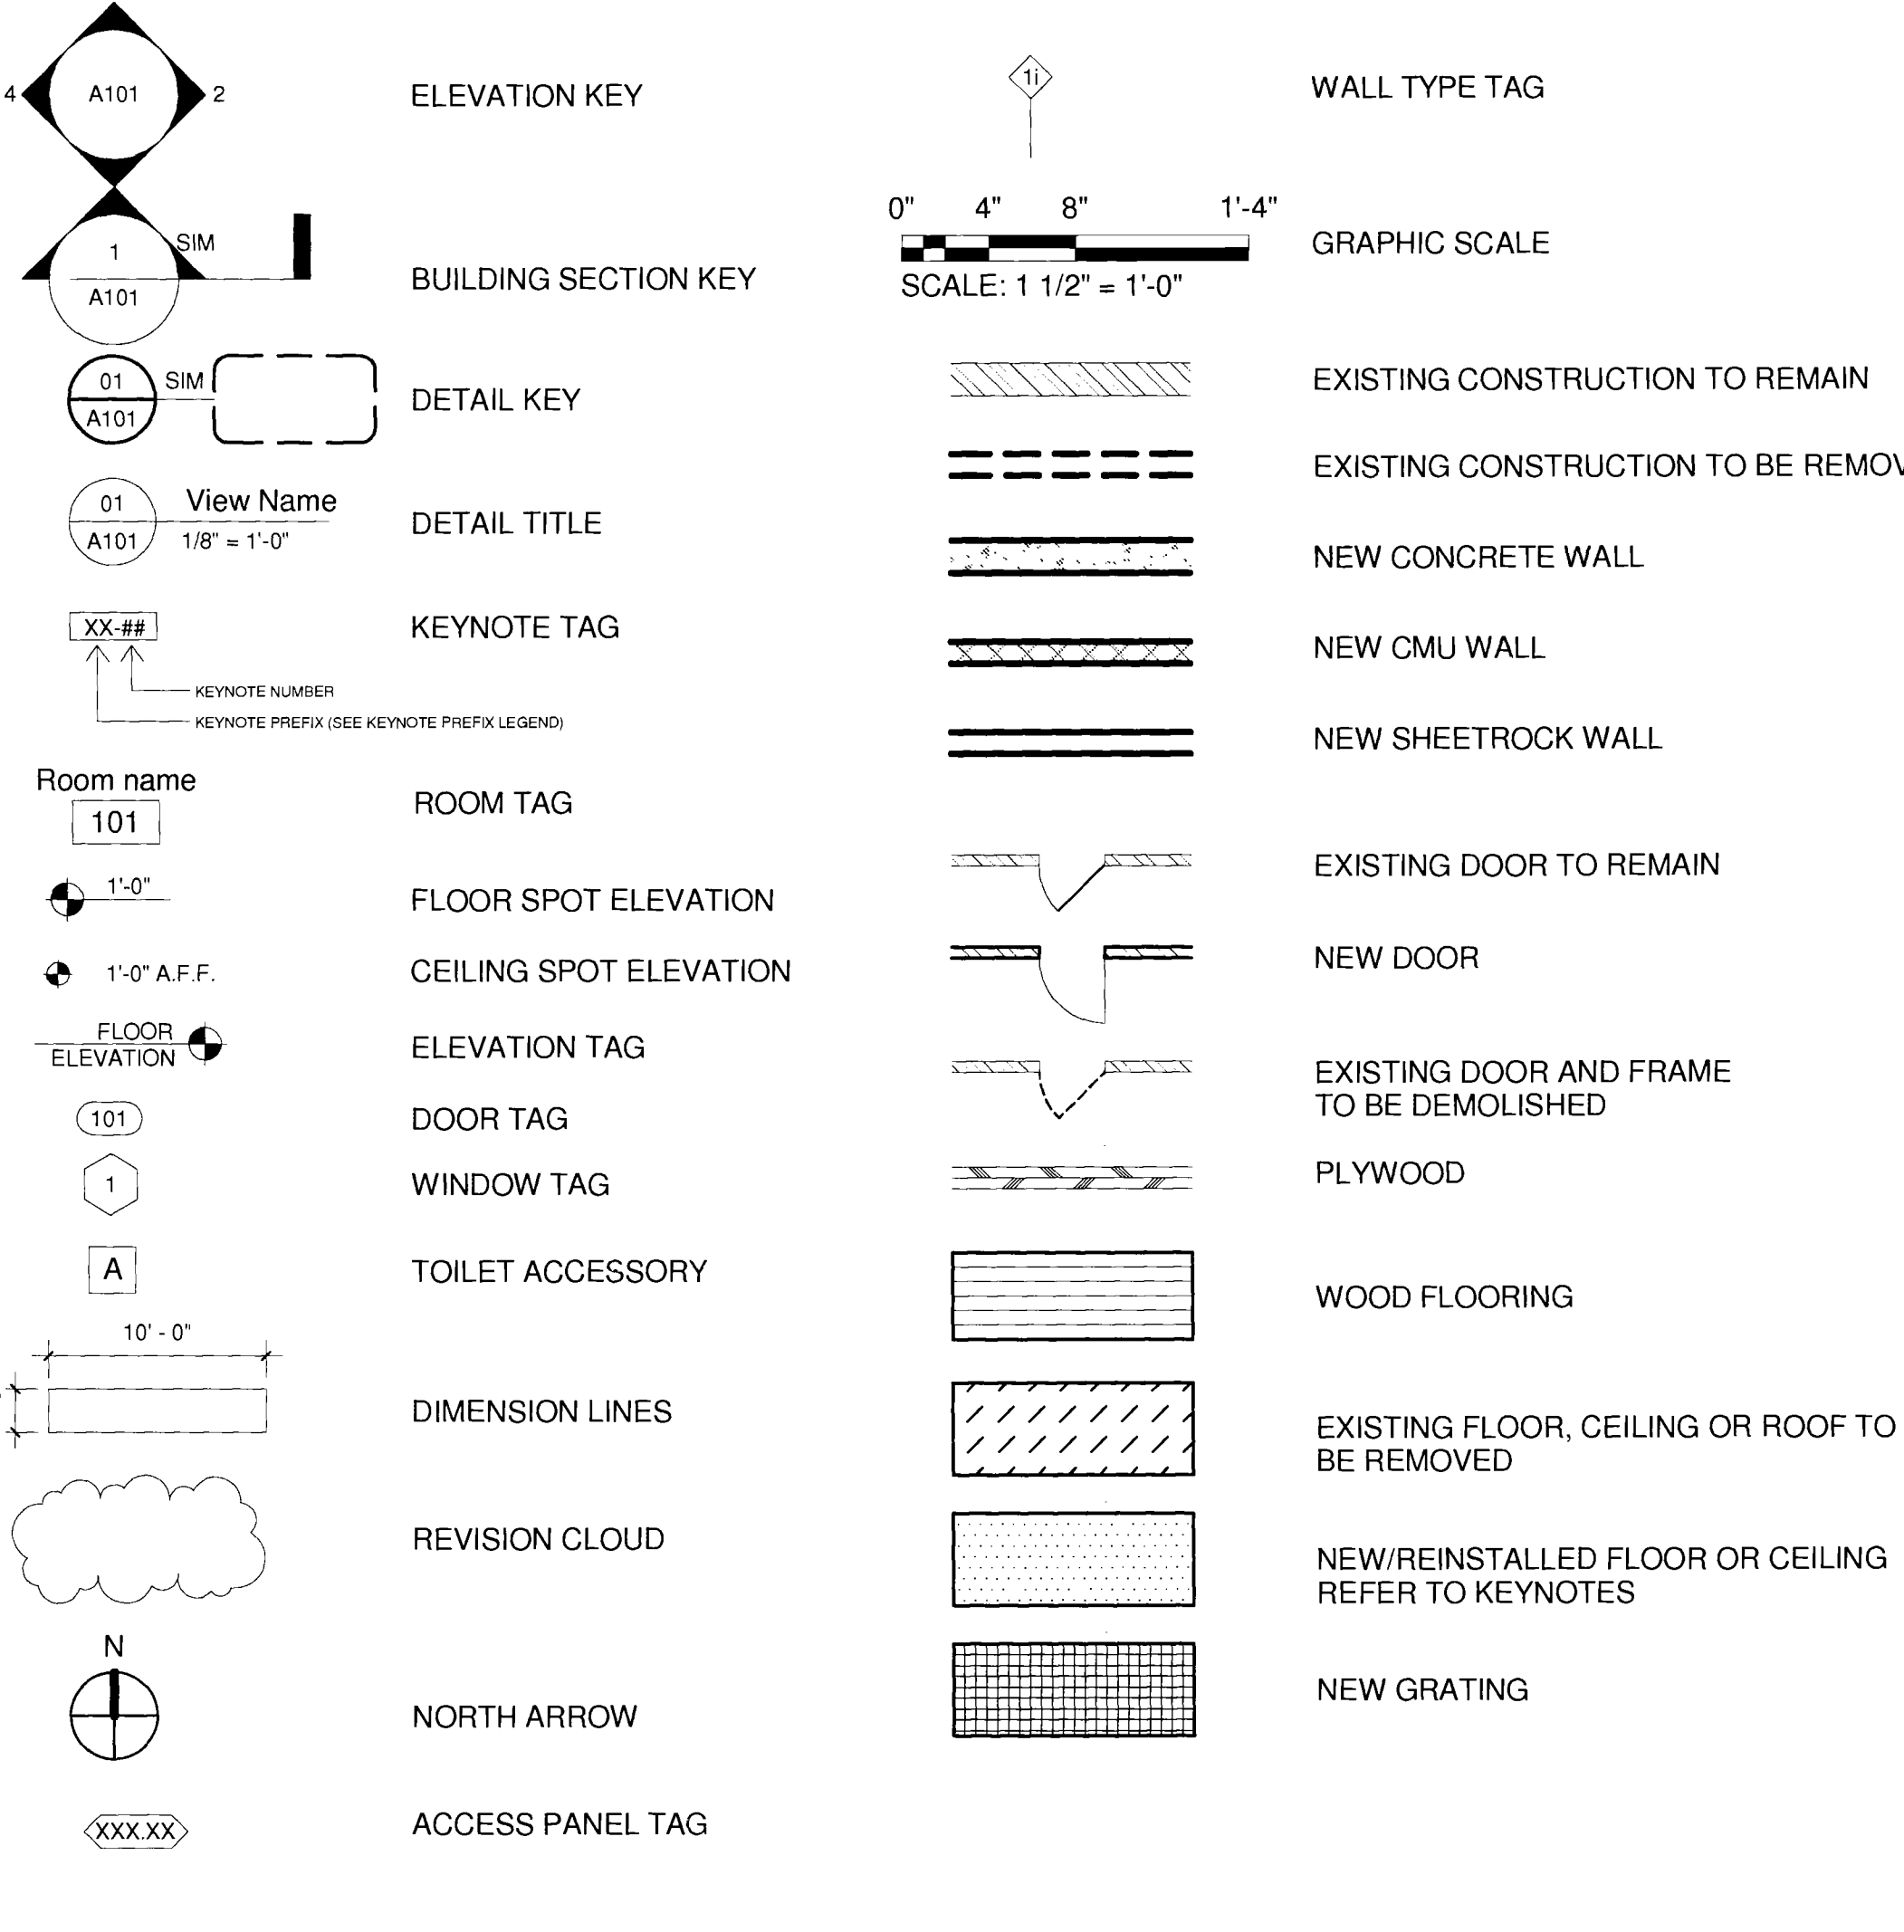 4 A101 2 ELEVATION KEY
1 SIM
A101
BUILDING SECTION KEY
01 SIM
A101
DETAIL KEY
01 View Name
A101 1/8" = 1'-0"
DETAIL TITLE
XX-##
KEYNOTE TAG
KEYNOTE NUMBER
KEYNOTE PREFIX (SEE KEYNOTE PREFIX LEGEND)
Room name
101
ROOM TAG
1'-0"
FLOOR SPOT ELEVATION
1'-0" A.F.F.
CEILING SPOT ELEVATION
FLOOR
ELEVATION
ELEVATION TAG
101
DOOR TAG
1
WINDOW TAG
A
TOILET ACCESSORY
10' - 0"
DIMENSION LINES
REVISION CLOUD
N
NORTH ARROW
XXX.XX
ACCESS PANEL TAG
1i
WALL TYPE TAG
0" 4" 8" 1'-4"
GRAPHIC SCALE
SCALE: 1 1/2" = 1'-0"
EXISTING CONSTRUCTION TO REMAIN
EXISTING CONSTRUCTION TO BE REMOV
NEW CONCRETE WALL
NEW CMU WALL
NEW SHEETROCK WALL
EXISTING DOOR TO REMAIN
NEW DOOR
EXISTING DOOR AND FRAME
TO BE DEMOLISHED
PLYWOOD
WOOD FLOORING
EXISTING FLOOR, CEILING OR ROOF TO
BE REMOVED
NEW/REINSTALLED FLOOR OR CEILING
REFER TO KEYNOTES
NEW GRATING